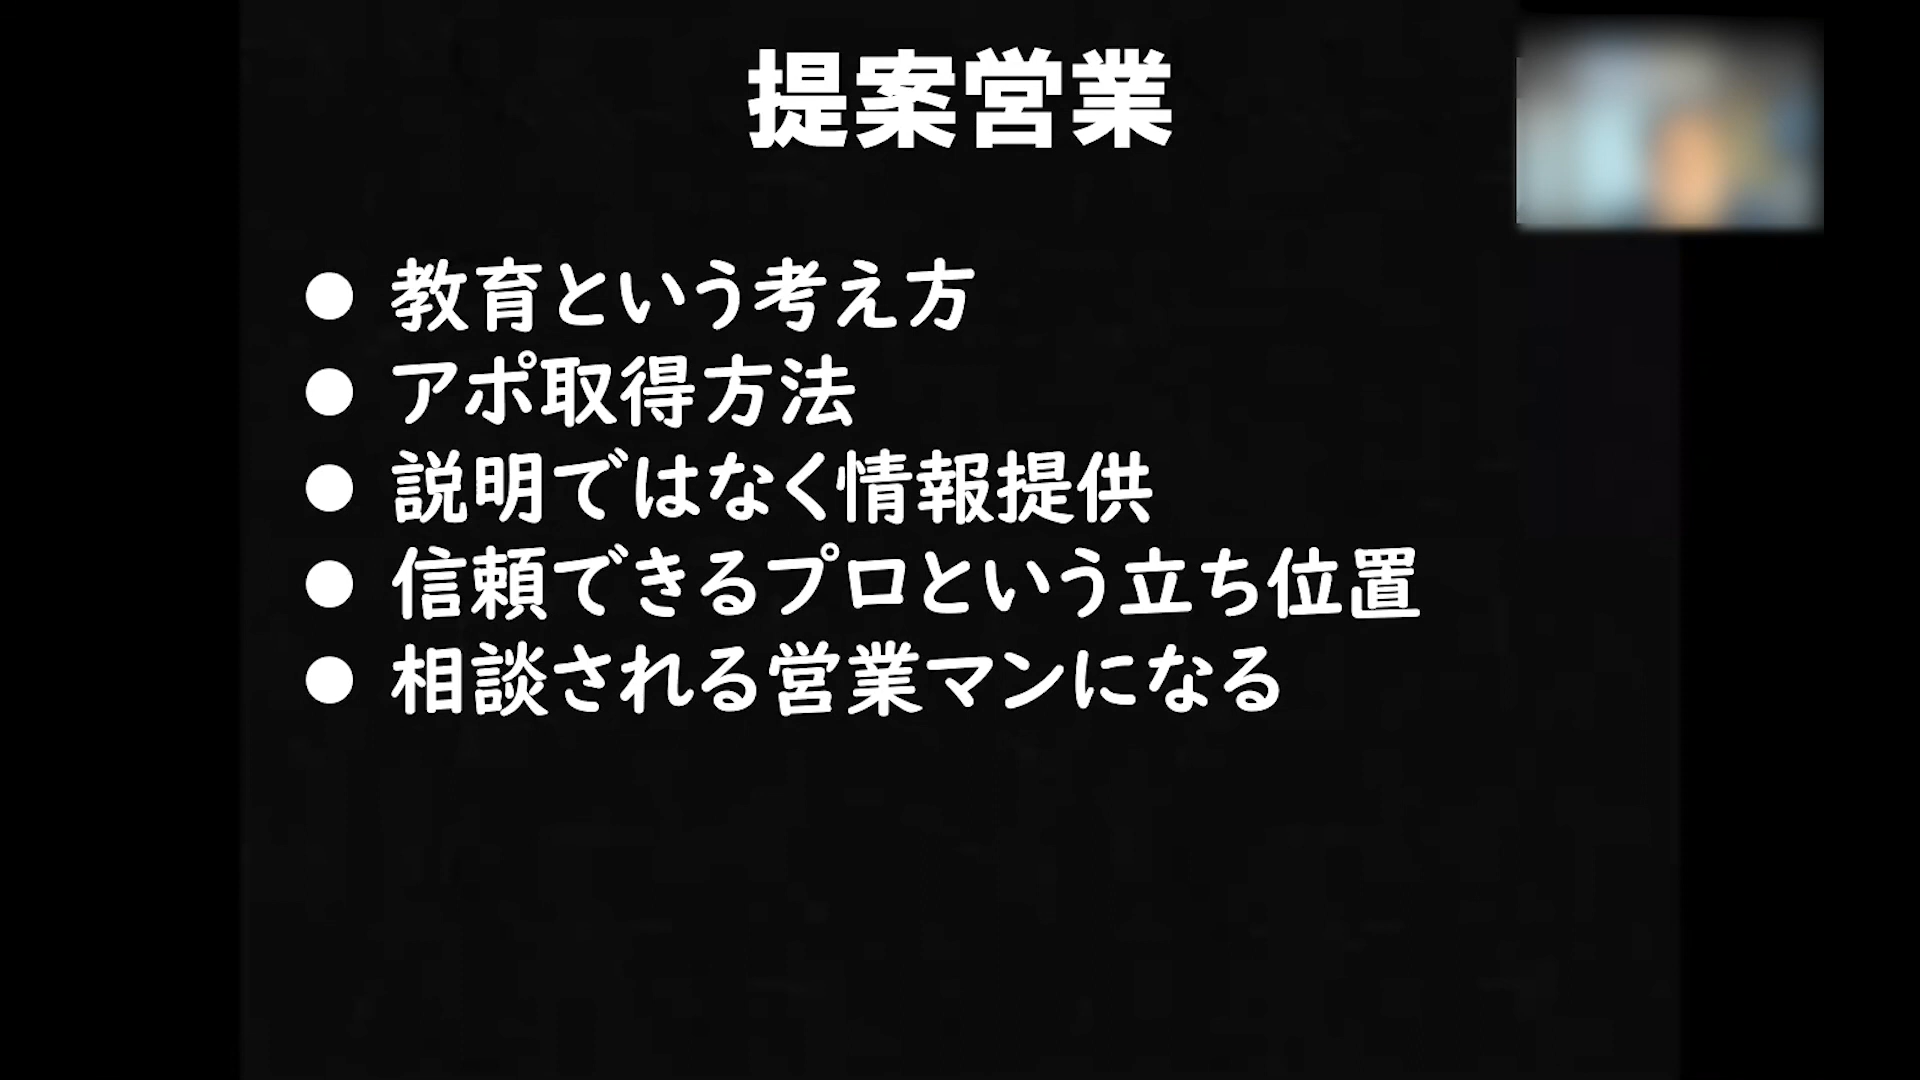 提案営業
● 教育という考え方
● アポ取得方法
● 説明ではなく情報提供
● 信頼できるプロという立ち位置
● 相談される営業マンになる